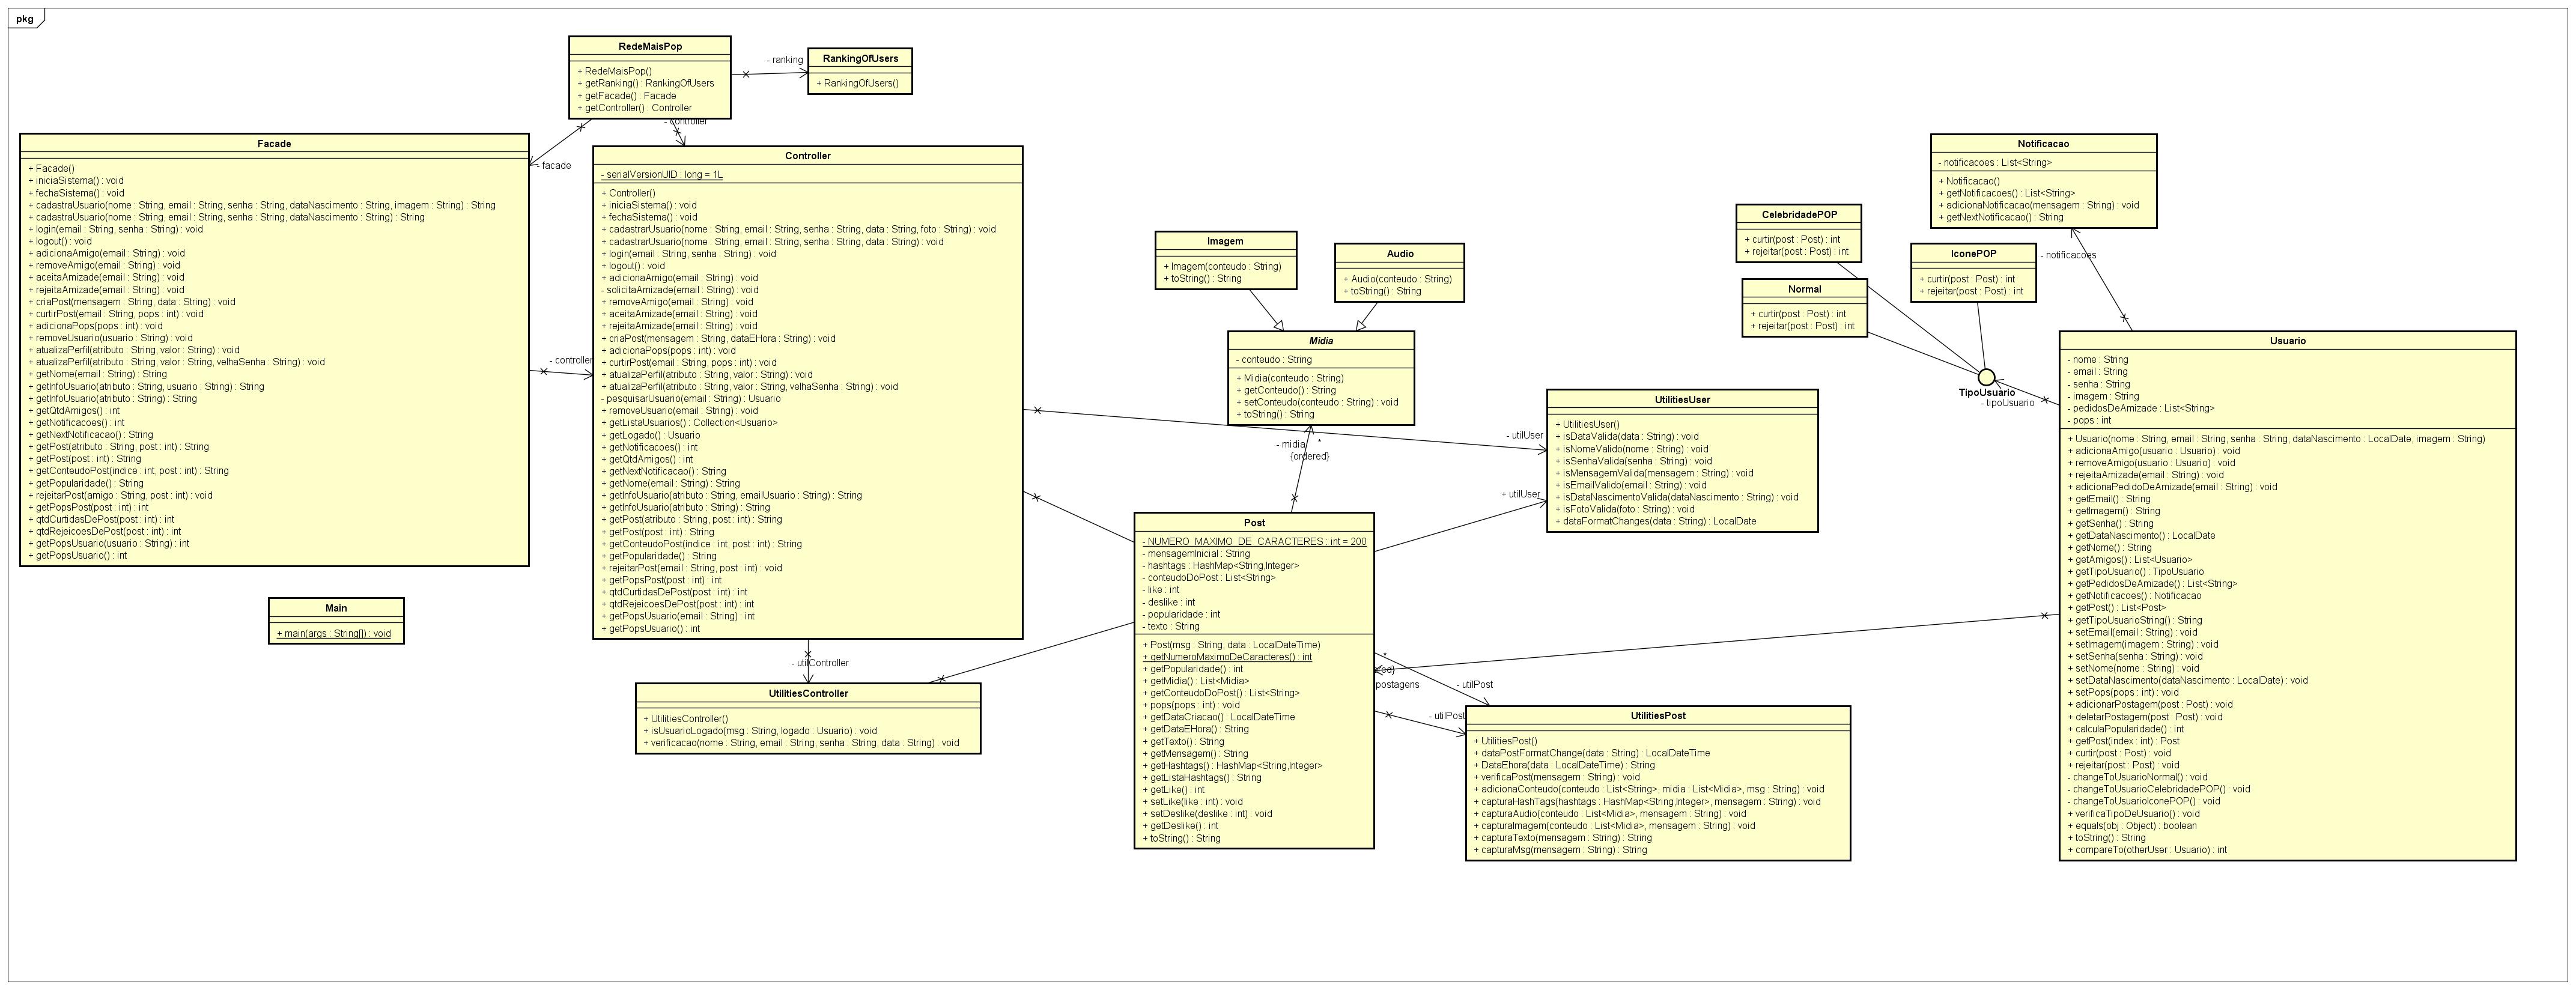 pkg
RedeMaisPop
+ RedeMaisPop()
+ getRanking() : RankingOfUsers
+ getFacade() : Facade
+ getController() : Controller
- ranking
RankingOfUsers
+ RankingOfUsers()
- controller
- facade
Facade
+ Facade()
+ iniciaSistema() : void
+ fechaSistema() : void
+ cadastraUsuario(nome : String, email : String, senha : String, dataNascimento : String, imagem : String) : String
+ cadastraUsuario(nome : String, email : String, senha : String, dataNascimento : String) : String
+ login(email : String, senha : String) : void
+ logout() : void
+ adicionaAmigo(email : String) : void
+ removeAmigo(email : String) : void
+ aceitaAmizade(email : String) : void
+ rejeitaAmizade(email : String) : void
+ criaPost(mensagem : String, data : String) : void
+ curtirPost(email : String, pops : int) : void
+ adicionaPops(pops : int) : void
+ removeUsuario(usuario : String) : void
+ atualizaPerfil(atributo : String, valor : String) : void
+ atualizaPerfil(atributo : String, valor : String, velhaSenha : String) : void
+ getNome(email : String) : String
+ getInfoUsuario(atributo : String, usuario : String) : String
+ getInfoUsuario(atributo : String) : String
+ getQtdAmigos() : int
+ getNotificacoes() : int
+ getNextNotificacao() : String
+ getPost(atributo : String, post : int) : String
+ getPost(post : int) : String
+ getConteudoPost(indice : int, post : int) : String
+ getPopularidade() : String
+ rejeitarPost(amigo : String, post : int) : void
+ getPopsPost(post : int) : int
+ qtdCurtidasDePost(post : int) : int
+ qtdRejeicoesDePost(post : int) : int
+ getPopsUsuario(usuario : String) : int
+ getPopsUsuario() : int
- controller
Controller
- serialVersionUID : long = 1L
+ Controller()
+ iniciaSistema() : void
+ fechaSistema() : void
+ cadastrarUsuario(nome : String, email : String, senha : String, data : String, foto : String) : void
+ cadastrarUsuario(nome : String, email : String, senha : String, data : String) : void
+ login(email : String, senha : String) : void
+ logout() : void
+ adicionaAmigo(email : String) : void
- solicitaAmizade(email : String) : void
+ removeAmigo(email : String) : void
+ aceitaAmizade(email : String) : void
+ rejeitaAmizade(email : String) : void
+ criaPost(mensagem : String, dataEHora : String) : void
+ adicionaPops(pops : int) : void
+ curtirPost(email : String, pops : int) : void
+ atualizaPerfil(atributo : String, valor : String) : void
+ atualizaPerfil(atributo : String, valor : String, velhaSenha : String) : void
- pesquisarUsuario(email : String) : Usuario
+ removeUsuario(email : String) : void
+ getListaUsuarios() : Collection<Usuario>
+ getLogado() : Usuario
+ getNotificacoes() : int
+ getQtdAmigos() : int
+ getNextNotificacao() : String
+ getNome(email : String) : String
+ getInfoUsuario(atributo : String, emailUsuario : String) : String
+ getInfoUsuario(atributo : String) : String
+ getPost(atributo : String, post : int) : String
+ getPost(post : int) : String
+ getConteudoPost(indice : int, post : int) : String
+ getPopularidade() : String
+ rejeitarPost(email : String, post : int) : void
+ getPopsPost(post : int) : int
+ qtdCurtidasDePost(post : int) : int
+ qtdRejeicoesDePost(post : int) : int
+ getPopsUsuario(email : String) : int
+ getPopsUsuario() : int
Main
+ main(args : String[]) : void
- utilController
UtilitiesController
+ UtilitiesController()
+ isUsuarioLogado(msg : String, logado : Usuario) : void
+ verificacao(nome : String, email : String, senha : String, data : String) : void
Imagem
+ Imagem(conteudo : String)
+ toString() : String
Audio
+ Audio(conteudo : String)
+ toString() : String
Midia
- conteudo : String
+ Midia(conteudo : String)
+ getConteudo() : String
+ setConteudo(conteudo : String) : void
+ toString() : String
- midia
*
{ordered}
- utilUser
+ utilUser
UtilitiesUser
+ UtilitiesUser()
+ isDataValida(data : String) : void
+ isNomeValido(nome : String) : void
+ isSenhaValida(senha : String) : void
+ isMensagemValida(mensagem : String) : void
+ isEmailValido(email : String) : void
+ isDataNascimentoValida(dataNascimento : String) : void
+ isFotoValida(foto : String) : void
+ dataFormatChanges(data : String) : LocalDate
Post
- NUMERO_MAXIMO_DE_CARACTERES : int = 200
- mensagemInicial : String
- hashtags : HashMap<String,Integer>
- conteudoDoPost : List<String>
- like : int
- deslike : int
- popularidade : int
- texto : String
+ Post(msg : String, data : LocalDateTime)
+ getNumeroMaximoDeCaracteres() : int
+ getPopularidade() : int
+ getMidia() : List<Midia>
+ getConteudoDoPost() : List<String>
+ pops(pops : int) : void
+ getDataCriacao() : LocalDateTime
+ getDataEHora() : String
+ getTexto() : String
+ getMensagem() : String
+ getHashtags() : HashMap<String,Integer>
+ getListaHashtags() : String
+ getLike() : int
+ setLike(like : int) : void
+ setDeslike(deslike : int) : void
+ getDeslike() : int
+ toString() : String
*
postagens
- utilPost
- utilPost
UtilitiesPost
+ UtilitiesPost()
+ dataPostFormatChange(data : String) : LocalDateTime
+ DataEhora(data : LocalDateTime) : String
+ verificaPost(mensagem : String) : void
+ adicionaConteudo(conteudo : List<String>, midia : List<Midia>, msg : String) : void
+ capturaHashTags(hashtags : HashMap<String,Integer>, mensagem : String) : void
+ capturaAudio(conteudo : List<Midia>, mensagem : String) : void
+ capturaImagem(conteudo : List<Midia>, mensagem : String) : void
+ capturaTexto(mensagem : String) : String
+ capturaMsg(mensagem : String) : String
Notificacao
- notificacoes : List<String>
+ Notificacao()
+ getNotificacoes() : List<String>
+ adicionaNotificacao(mensagem : String) : void
+ getNextNotificacao() : String
CelebridadePOP
+ curtir(post : Post) : int
+ rejeitar(post : Post) : int
IconePOP
+ curtir(post : Post) : int
+ rejeitar(post : Post) : int
- notificacoes
Normal
+ curtir(post : Post) : int
+ rejeitar(post : Post) : int
TipoUsuario
- tipoUsuario
Usuario
- nome : String
- email : String
- senha : String
- imagem : String
- pedidosDeAmizade : List<String>
- pops : int
+ Usuario(nome : String, email : String, senha : String, dataNascimento : LocalDate, imagem : String)
+ adicionaAmigo(usuario : Usuario) : void
+ removeAmigo(usuario : Usuario) : void
+ rejeitaAmizade(email : String) : void
+ adicionaPedidoDeAmizade(email : String) : void
+ getEmail() : String
+ getImagem() : String
+ getSenha() : String
+ getDataNascimento() : LocalDate
+ getNome() : String
+ getAmigos() : List<Usuario>
+ getTipoUsuario() : TipoUsuario
+ getPedidosDeAmizade() : List<String>
+ getNotificacoes() : Notificacao
+ getPost() : List<Post>
+ getTipoUsuarioString() : String
+ setEmail(email : String) : void
+ setImagem(imagem : String) : void
+ setSenha(senha : String) : void
+ setNome(nome : String) : void
+ setDataNascimento(dataNascimento : LocalDate) : void
+ setPops(pops : int) : void
+ adicionarPostagem(post : Post) : void
+ deletarPostagem(post : Post) : void
+ calculaPopularidade() : int
+ getPost(index : int) : Post
+ curtir(post : Post) : void
+ rejeitar(post : Post) : void
- changeToUsuarioNormal() : void
- changeToUsuarioCelebridadePOP() : void
- changeToUsuarioIconePOP() : void
+ verificaTipoDeUsuario() : void
+ equals(obj : Object) : boolean
+ toString() : String
+ compareTo(otherUser : Usuario) : int